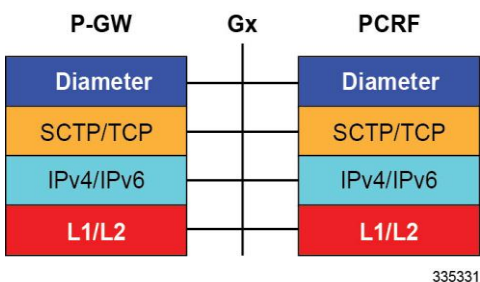 P-GW Gx PCRF
Diameter Diameter
SCTP/TCP SCTP/TCP
IPv4/IPv6 IPv4/IPv6
L1/L2 L1/L2
335331